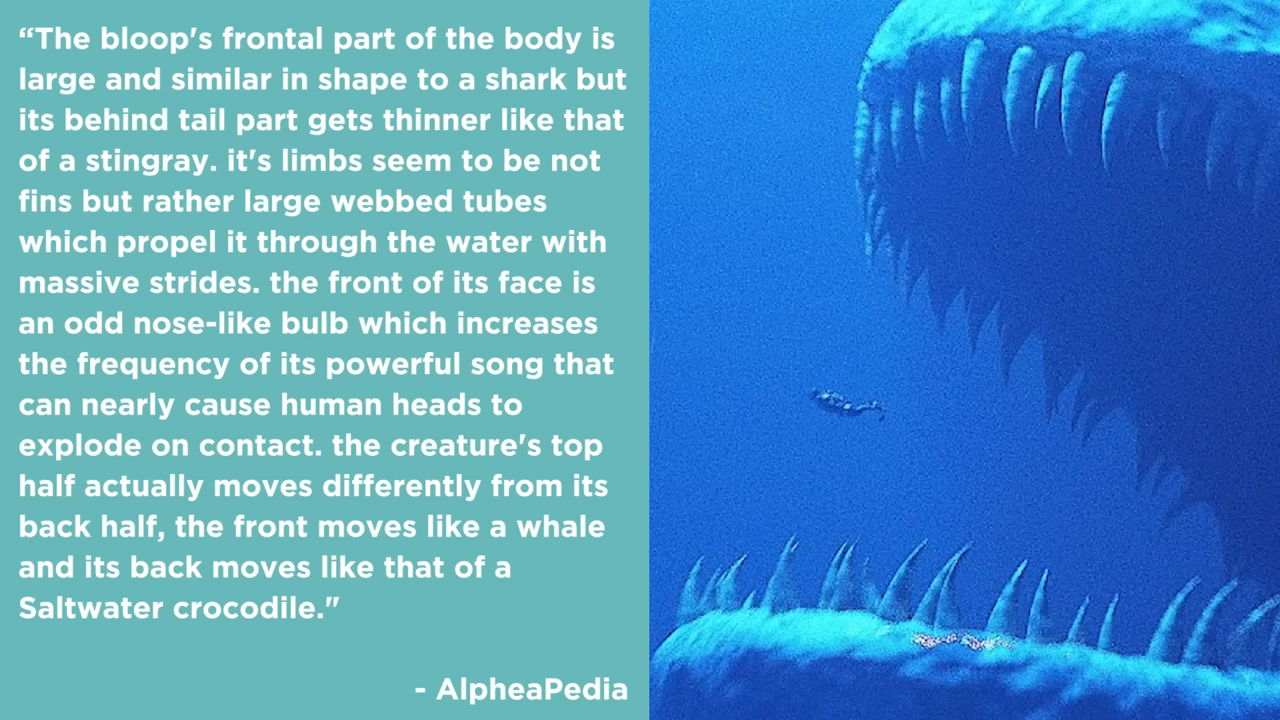 “The bloop's frontal part of the body is
large and similar in shape to a shark but
its behind tail part gets thinner like that
of a stingray. it's limbs seem to be not
fins but rather large webbed tubes
which propel it through the water with
massive strides. the front of its face is
an odd nose-like bulb which increases
the frequency of its powerful song that
can nearly cause human heads to
explode on contact. the creature's top
half actually moves differently from its
back half, the front moves like a whale
and its back moves like that of a
Saltwater crocodile."
- AlpheaPedia